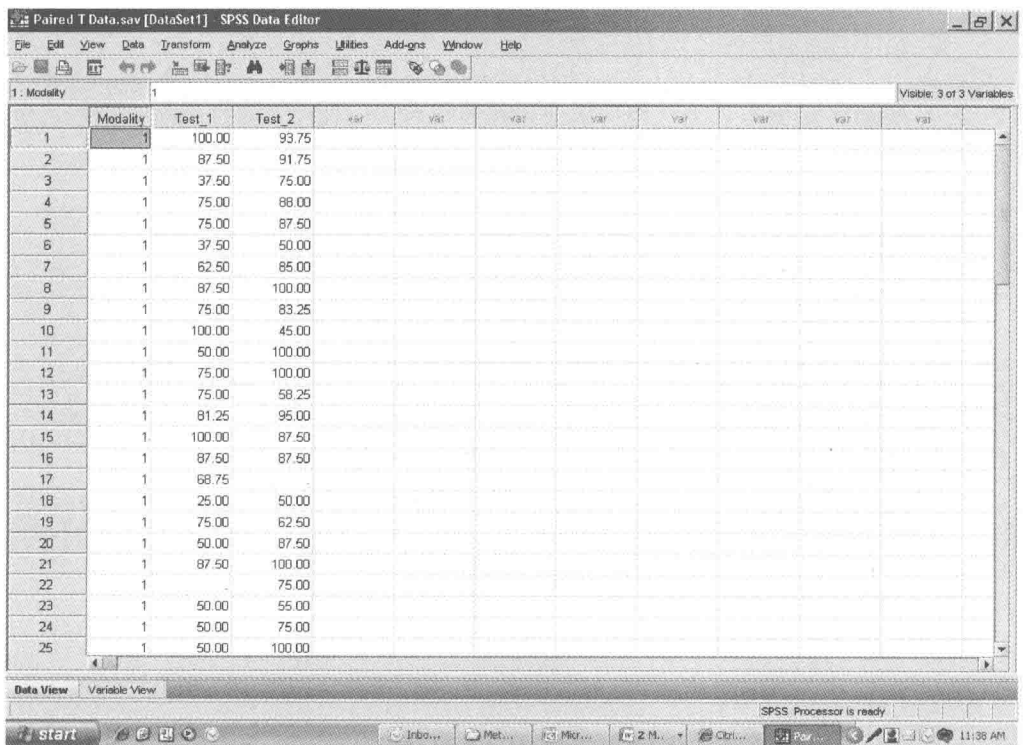 Paired T Data.sav [DataSet1] - SPSS Data Editor
File Edit View Data Transform Analyze Graphs Utilities Add-ons Window Help
1 : Modality 1 Visible: 3 of 3 Variables
Modality Test_1 Test_2 var var var var var var var var
1 1 100.00 93.75
2 1 87.50 91.75
3 1 37.50 75.00
4 1 75.00 88.00
5 1 75.00 87.50
6 1 37.50 50.00
7 1 62.50 85.00
8 1 87.50 100.00
9 1 75.00 83.25
10 1 100.00 45.00
11 1 50.00 100.00
12 1 75.00 100.00
13 1 75.00 58.25
14 1 81.25 95.00
15 1 100.00 87.50
16 1 87.50 87.50
17 1 68.75 .
18 1 25.00 50.00
19 1 75.00 62.50
20 1 50.00 87.50
21 1 87.50 100.00
22 1 . 75.00
23 1 50.00 55.00
24 1 50.00 75.00
25 1 50.00 100.00
Data View Variable View
SPSS Processor is ready
start Inbo... Met... Micr... 2 M... Citri... Pair... 11:38 AM